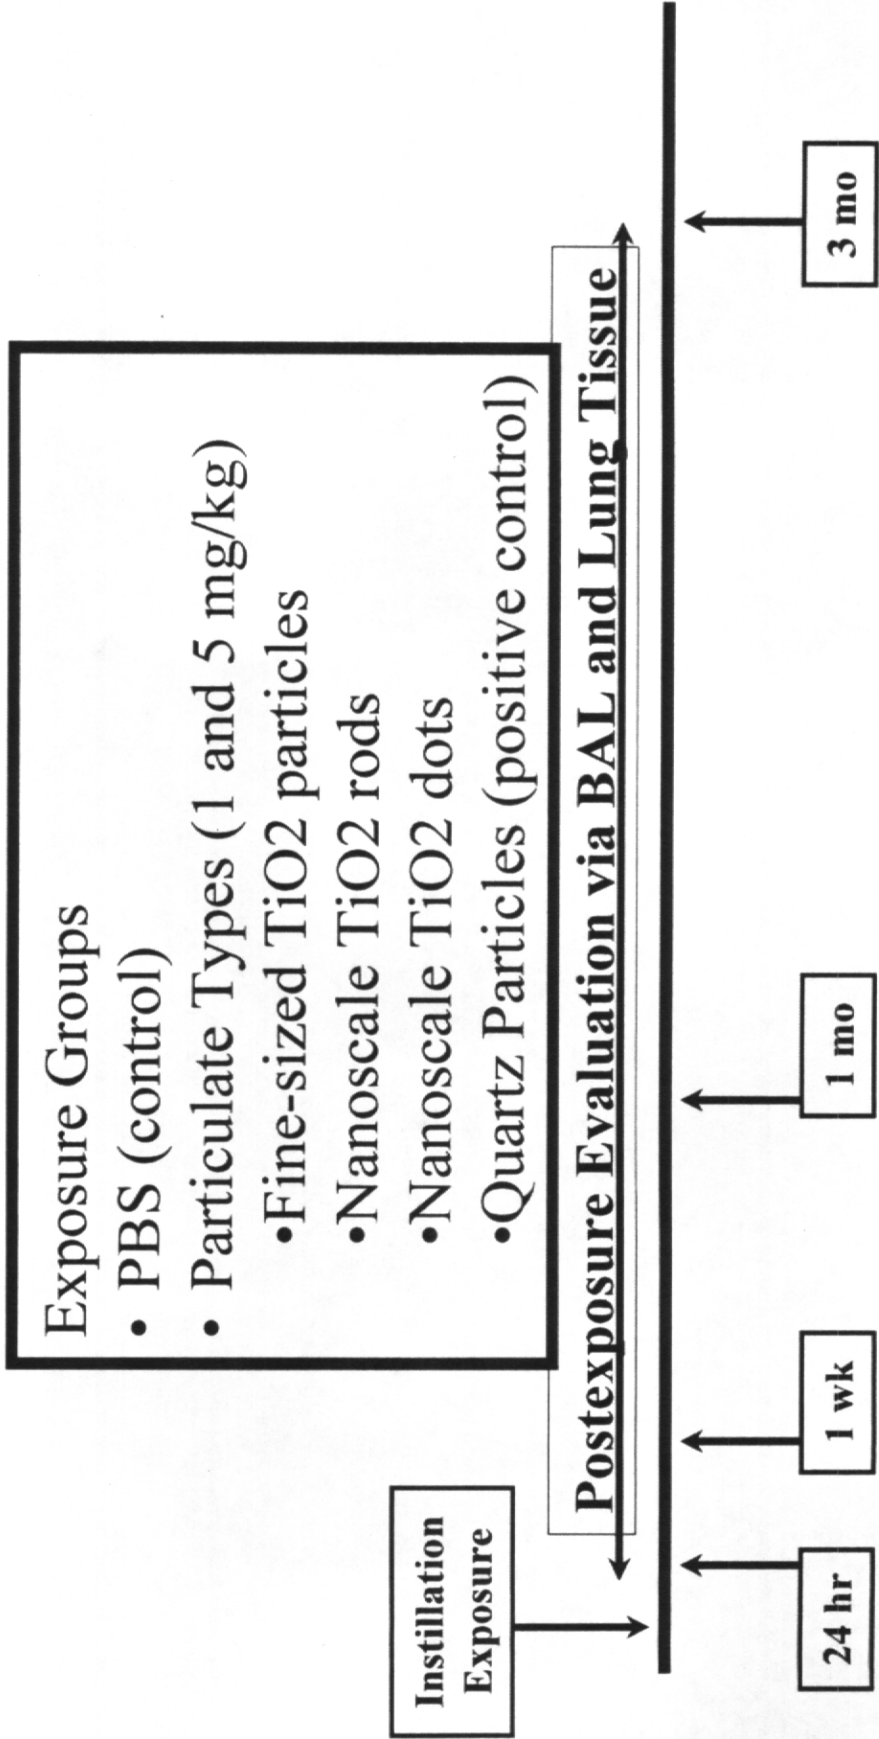 Exposure Groups
• PBS (control)
• Particulate Types (1 and 5 mg/kg)
•Fine-sized TiO2 particles
•Nanoscale TiO2 rods
•Nanoscale TiO2 dots
•Quartz Particles (positive control)
Instillation
Exposure
Postexposure Evaluation via BAL and Lung Tissue
24 hr
1 wk
1 mo
3 mo